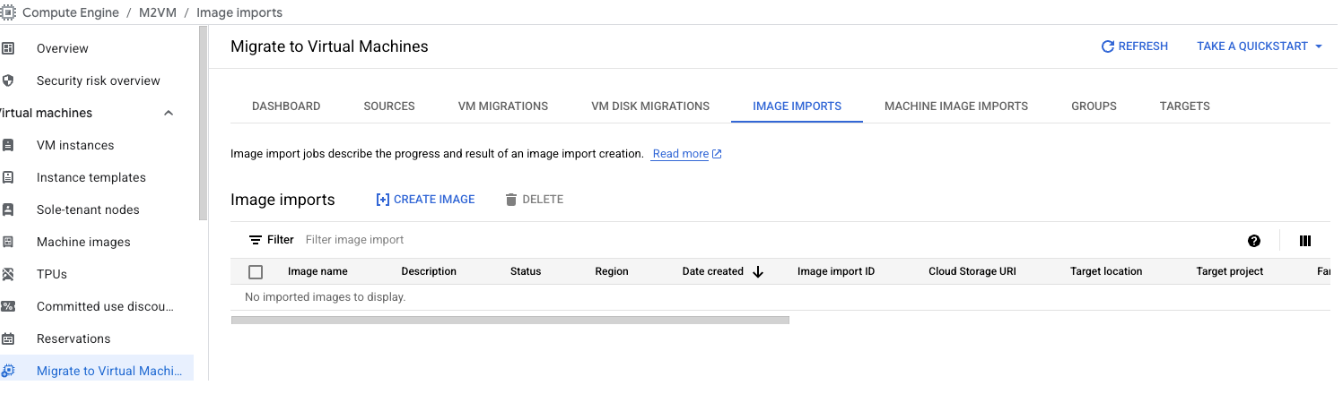 Compute Engine / M2VM / Image imports
Overview
Security risk overview
Virtual machines
VM instances
Instance templates
Sole-tenant nodes
Machine images
TPUs
Committed use discou...
Reservations
Migrate to Virtual Machi...
Migrate to Virtual Machines
REFRESH
TAKE A QUICKSTART
DASHBOARD SOURCES VM MIGRATIONS VM DISK MIGRATIONS IMAGE IMPORTS MACHINE IMAGE IMPORTS GROUPS TARGETS
Image import jobs describe the progress and result of an image import creation. Read more
Image imports
CREATE IMAGE
DELETE
Filter Filter image import
Image name Description Status Region Date created Image import ID Cloud Storage URI Target location Target project
No imported images to display.